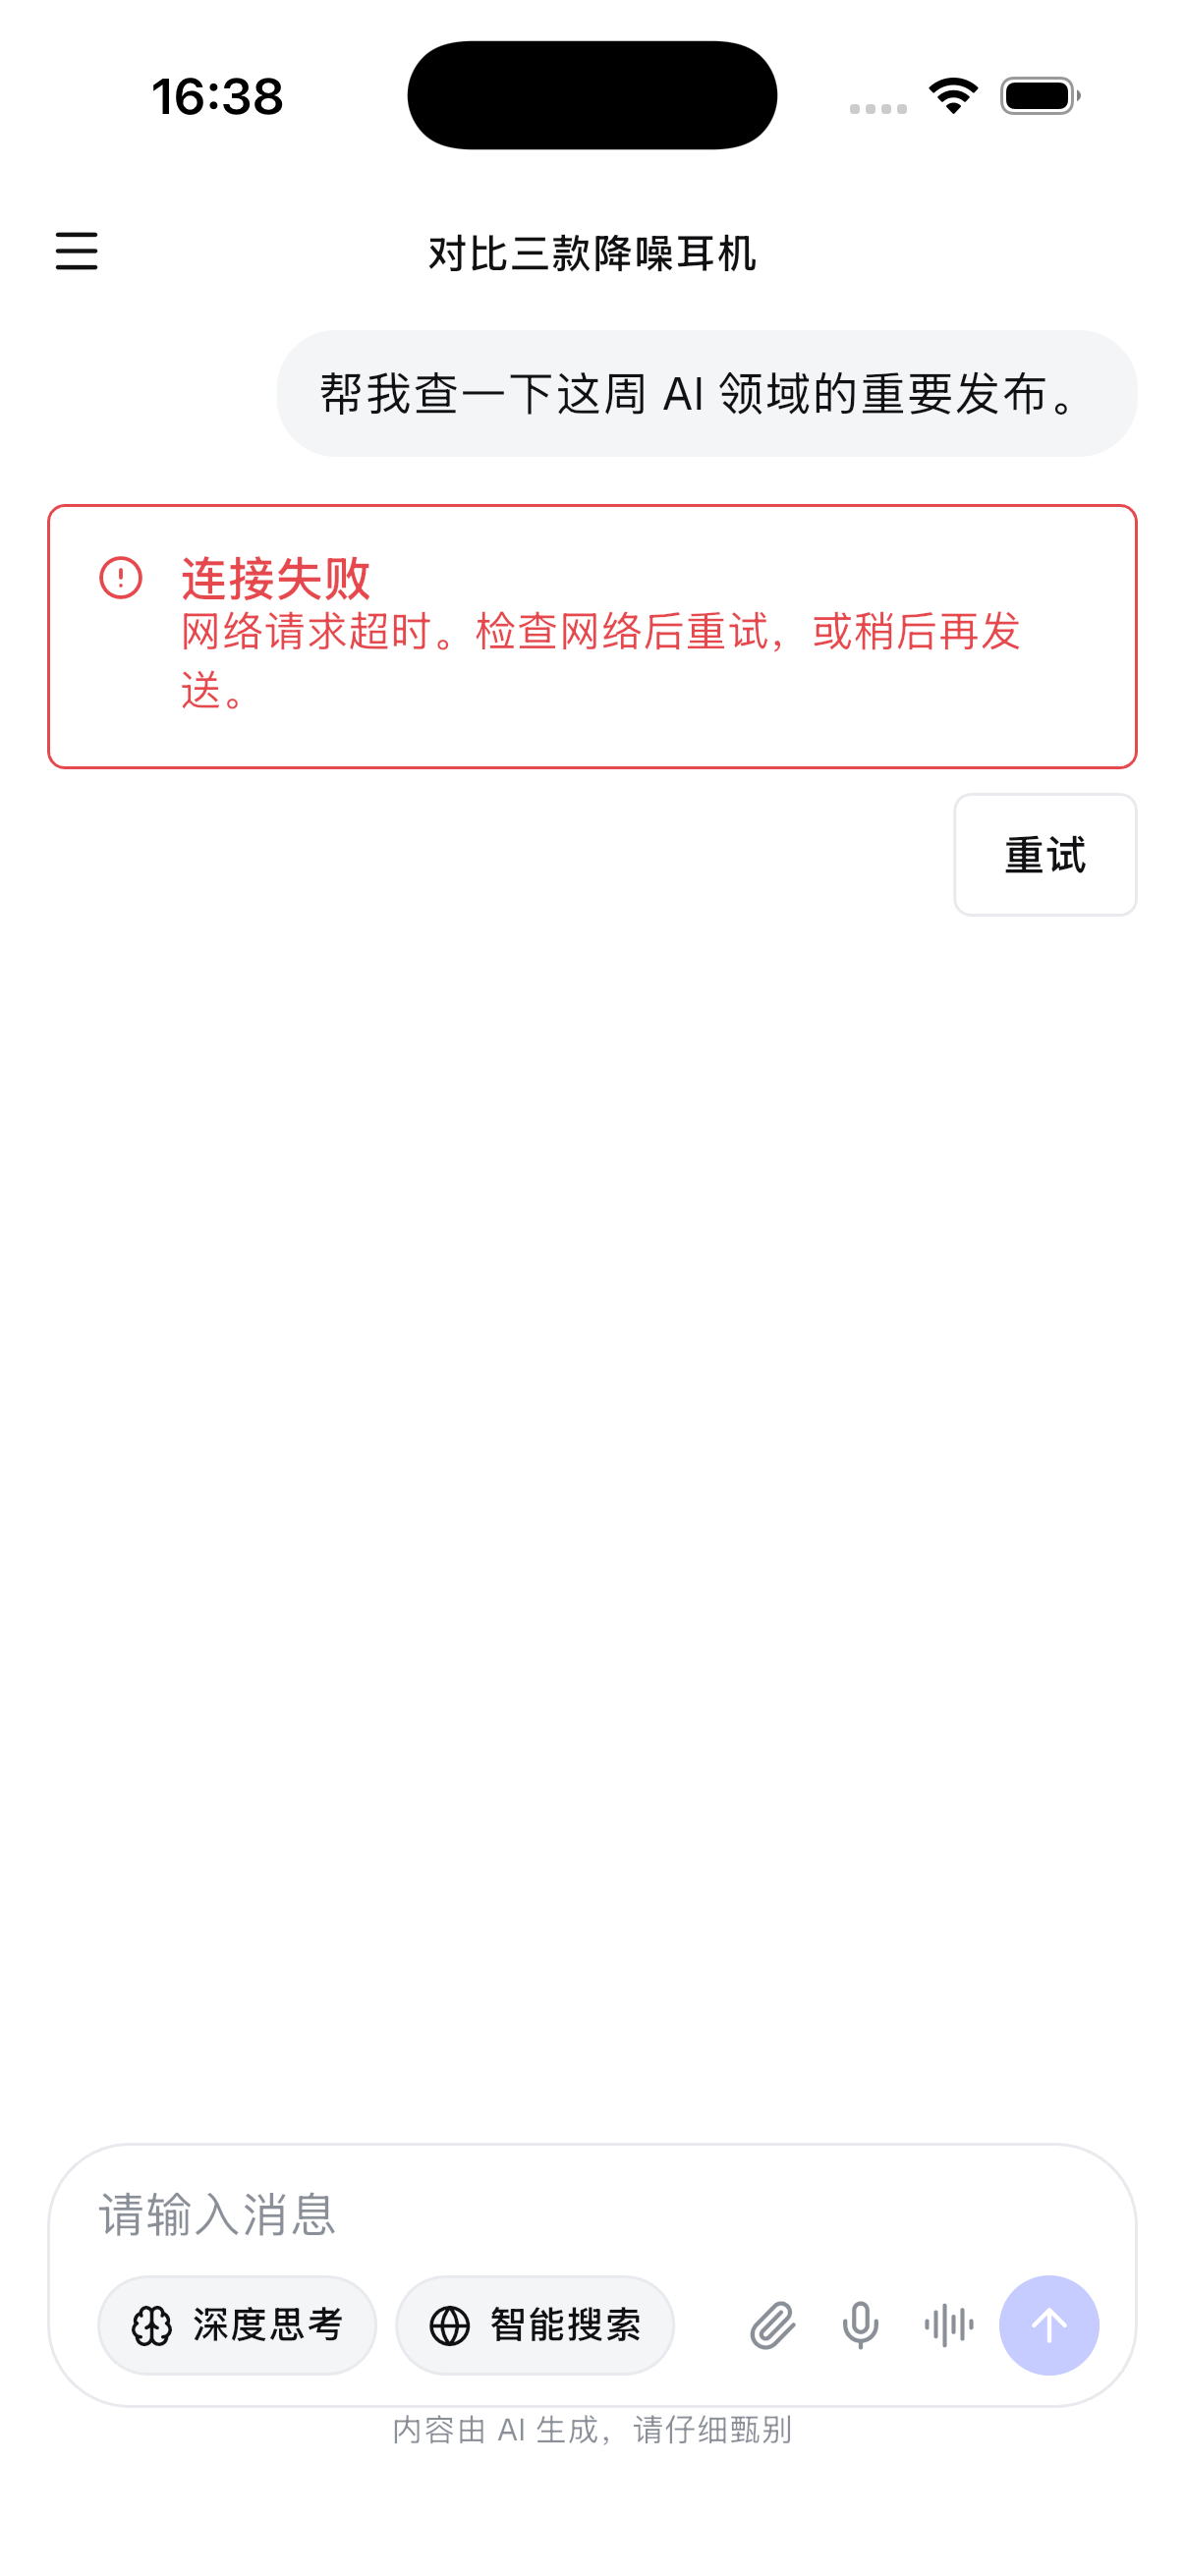 16:38
对比三款降噪耳机
帮我查一下这周 AI 领域的重要发布。
连接失败
网络请求超时。检查网络后重试，或稍后再发
送。
重试
请输入消息
深度思考
智能搜索
内容由 AI 生成，请仔细甄别